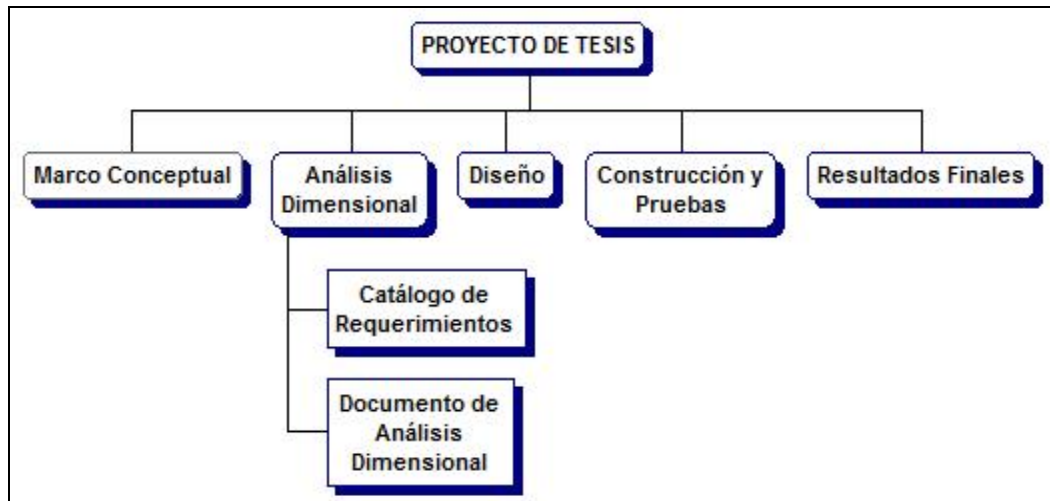 PROYECTO DE TESIS
Marco Conceptual
Análisis
Dimensional
Diseño
Construcción y
Pruebas
Resultados Finales
Catálogo de
Requerimientos
Documento de
Análisis
Dimensional